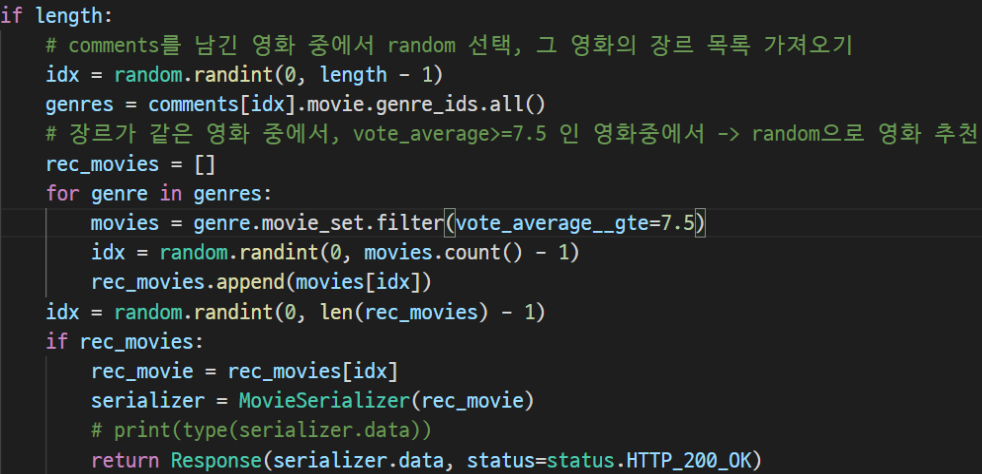 if length:
    # comments를 남긴 영화 중에서 random 선택, 그 영화의 장르 목록 가져오기
    idx = random.randint(0, length - 1)
    genres = comments[idx].movie.genre_ids.all()
    # 장르가 같은 영화 중에서, vote_average>=7.5 인 영화중에서 -> random으로 영화 추천
    rec_movies = []
    for genre in genres:
        movies = genre.movie_set.filter(vote_average__gte=7.5)
        idx = random.randint(0, movies.count() - 1)
        rec_movies.append(movies[idx])
    idx = random.randint(0, len(rec_movies) - 1)
    if rec_movies:
        rec_movie = rec_movies[idx]
        serializer = MovieSerializer(rec_movie)
        # print(type(serializer.data))
        return Response(serializer.data, status=status.HTTP_200_OK)